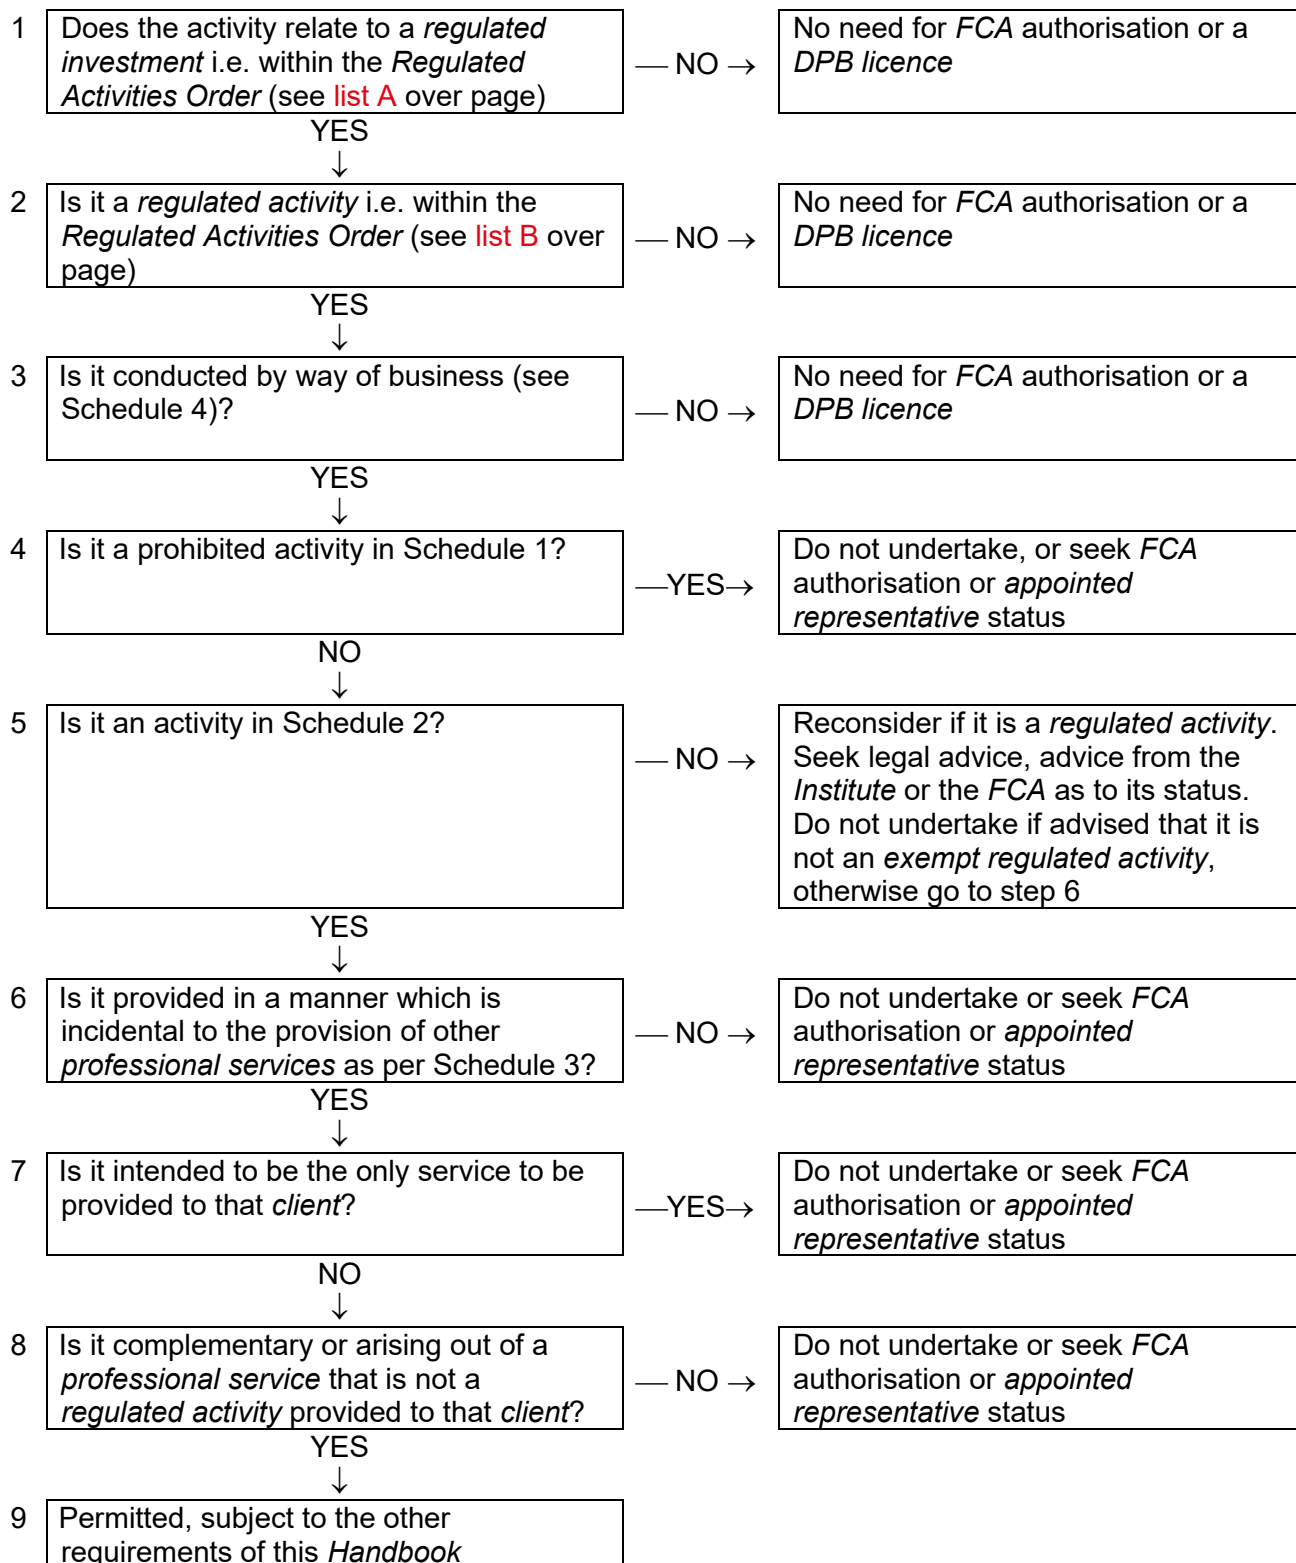 1 Does the activity relate to a regulated
investment i.e. within the Regulated
Activities Order (see list A over page)
— NO →
No need for FCA authorisation or a
DPB licence
YES
↓
2 Is it a regulated activity i.e. within the
Regulated Activities Order (see list B over
page)
— NO →
No need for FCA authorisation or a
DPB licence
YES
↓
3 Is it conducted by way of business (see
Schedule 4)?
— NO →
No need for FCA authorisation or a
DPB licence
YES
↓
4 Is it a prohibited activity in Schedule 1?
—YES→
Do not undertake, or seek FCA
authorisation or appointed
representative status
NO
↓
5 Is it an activity in Schedule 2?
— NO →
Reconsider if it is a regulated activity.
Seek legal advice, advice from the
Institute or the FCA as to its status.
Do not undertake if advised that it is
not an exempt regulated activity,
otherwise go to step 6
YES
↓
6 Is it provided in a manner which is
incidental to the provision of other
professional services as per Schedule 3?
— NO →
Do not undertake or seek FCA
authorisation or appointed
representative status
YES
↓
7 Is it intended to be the only service to be
provided to that client?
—YES→
Do not undertake or seek FCA
authorisation or appointed
representative status
NO
↓
8 Is it complementary or arising out of a
professional service that is not a
regulated activity provided to that client?
— NO →
Do not undertake or seek FCA
authorisation or appointed
representative status
YES
↓
9 Permitted, subject to the other
requirements of this Handbook